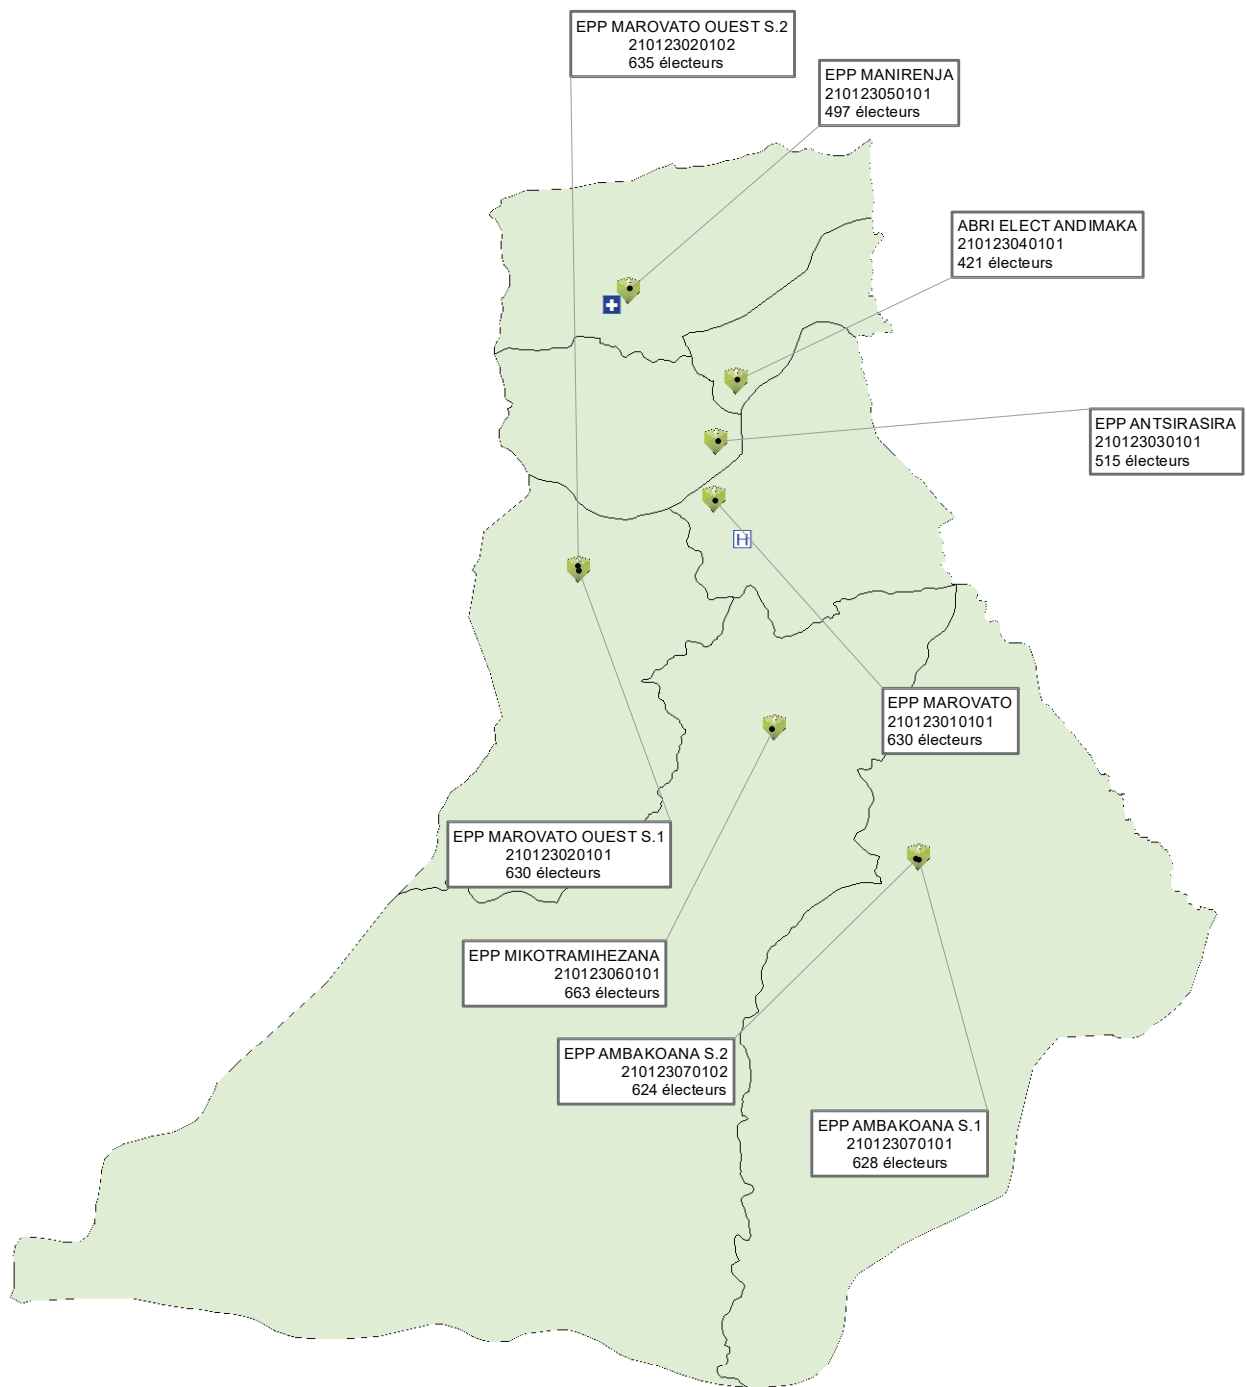 EPP MAROVATO OUEST S.2
210123020102
635 électeurs
EPP MANIRENJA
210123050101
497 électeurs
ABRI ELECT ANDIMAKA
210123040101
421 électeurs
EPP ANTSIRASIRA
210123030101
515 électeurs
H
EPP MAROVATO
210123010101
630 électeurs
EPP MAROVATO OUEST S.1
210123020101
630 électeurs
EPP MIKOTRAMIHEZANA
210123060101
663 électeurs
EPP AMBAKOANA S.2
210123070102
624 électeurs
EPP AMBAKOANA S.1
210123070101
628 électeurs